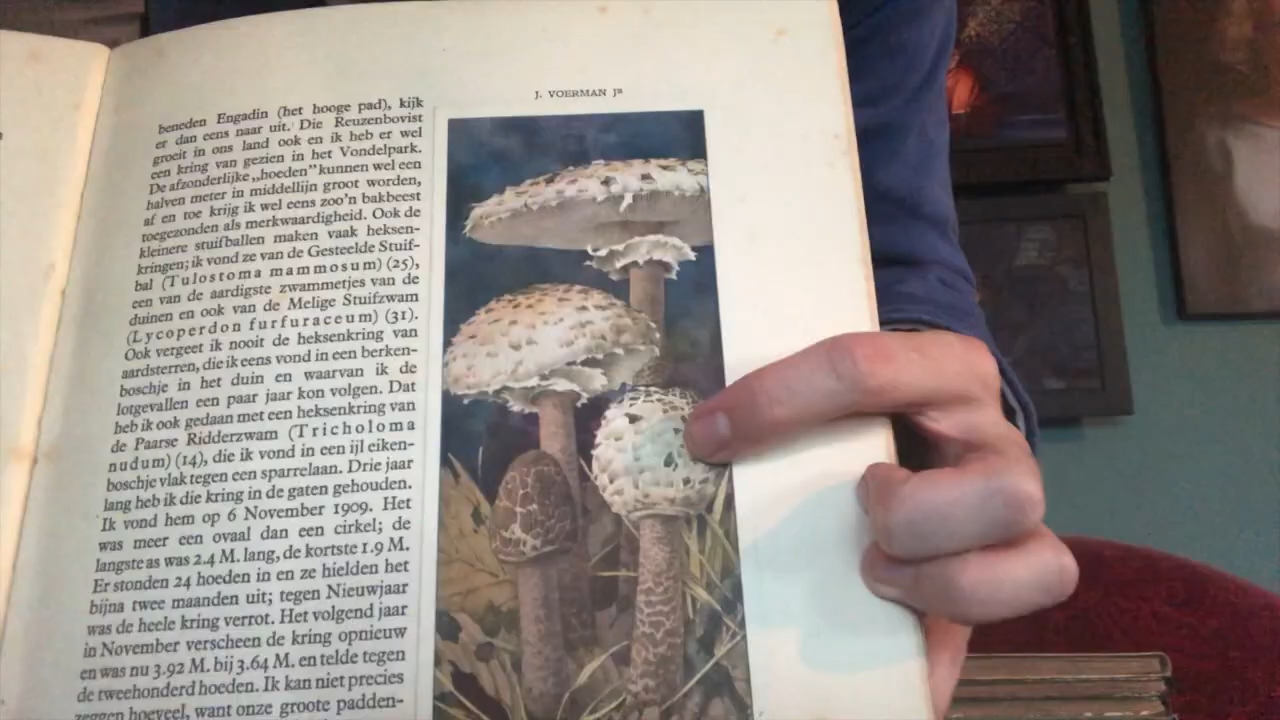 beneden Engadin (het hooge pad), kijk
er dan eens naar uit. Die Reuzenbovist
groeit in ons land ook en ik heb er wel
een kring van gezien in het Vondelpark.
De afzonderlijke „hoeden” kunnen wel een
halven meter in middellijn groot worden,
af en toe krijg ik wel eens zoo'n bakbeest
toegezonden als merkwaardigheid. Ook de
kleinere stuifballen maken vaak heksen-
kringen; ik vond ze van de Gesteelde Stuif-
bal (Tulostoma mammosum) (25),
een van de aardigste zwammetjes van de
duinen en ook van de Melige Stuifzwam
(Lycoperdon furfuraceum) (31).
Ook vergeet ik nooit de heksenkring van
aardsterren, die ik eens vond in een berken-
boschje in het duin en waarvan ik de
lotgevallen een paar jaar kon volgen. Dat
heb ik ook gedaan met een heksenkring van
de Paarse Ridderzwam (Tricholoma
nudum) (14), die ik vond in een ijl eiken-
boschje vlak tegen een sparrelaan. Drie jaar
lang heb ik die kring in de gaten gehouden.
Ik vond hem op 6 November 1909. Het
was meer een ovaal dan een cirkel; de
langste as was 2.4 M. lang, de kortste 1.9 M.
Er stonden 24 hoeden in en ze hielden het
bijna twee maanden uit; tegen Nieuwjaar
was de heele kring verrot. Het volgend jaar
in November verscheen de kring opnieuw
en was nu 3.92 M. bij 3.64 M. en telde tegen
de tweehonderd hoeden. Ik kan niet precies
zeggen hoeveel, want onze groote padden-
J. VOERMAN JR